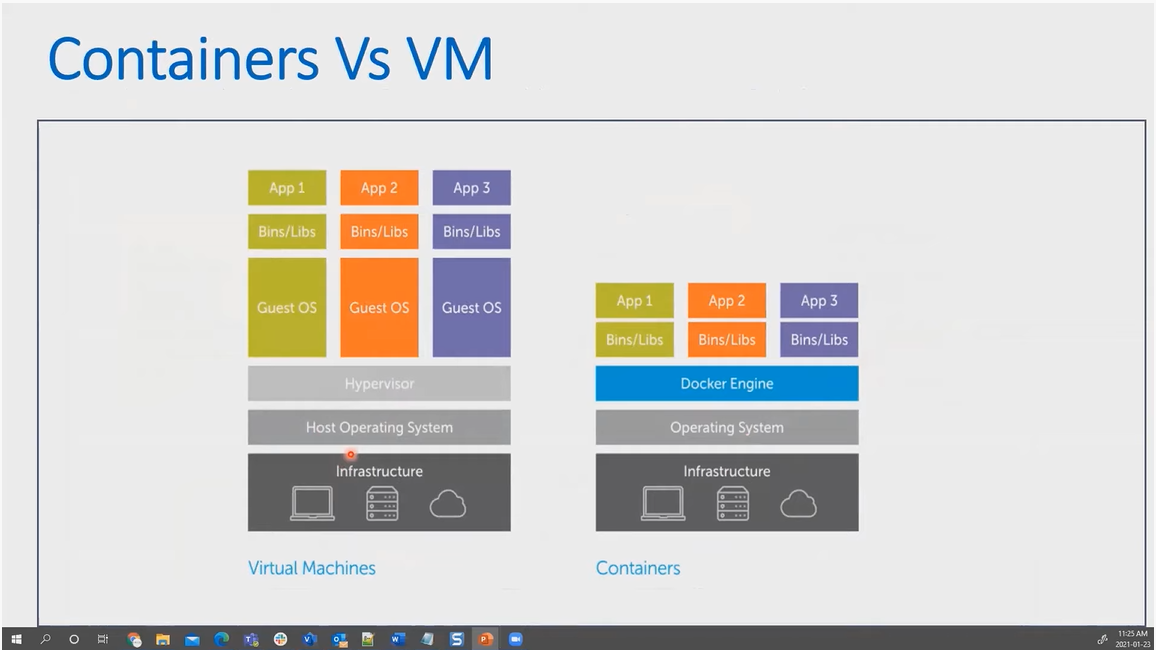 Containers Vs VM
App 1 App 2 App 3
Bins/Libs Bins/Libs Bins/Libs
Guest OS Guest OS Guest OS
Hypervisor
Host Operating System
Infrastructure
Virtual Machines
App 1 App 2 App 3
Bins/Libs Bins/Libs Bins/Libs
Docker Engine
Operating System
Infrastructure
Containers
11:25 AM
2021-01-23